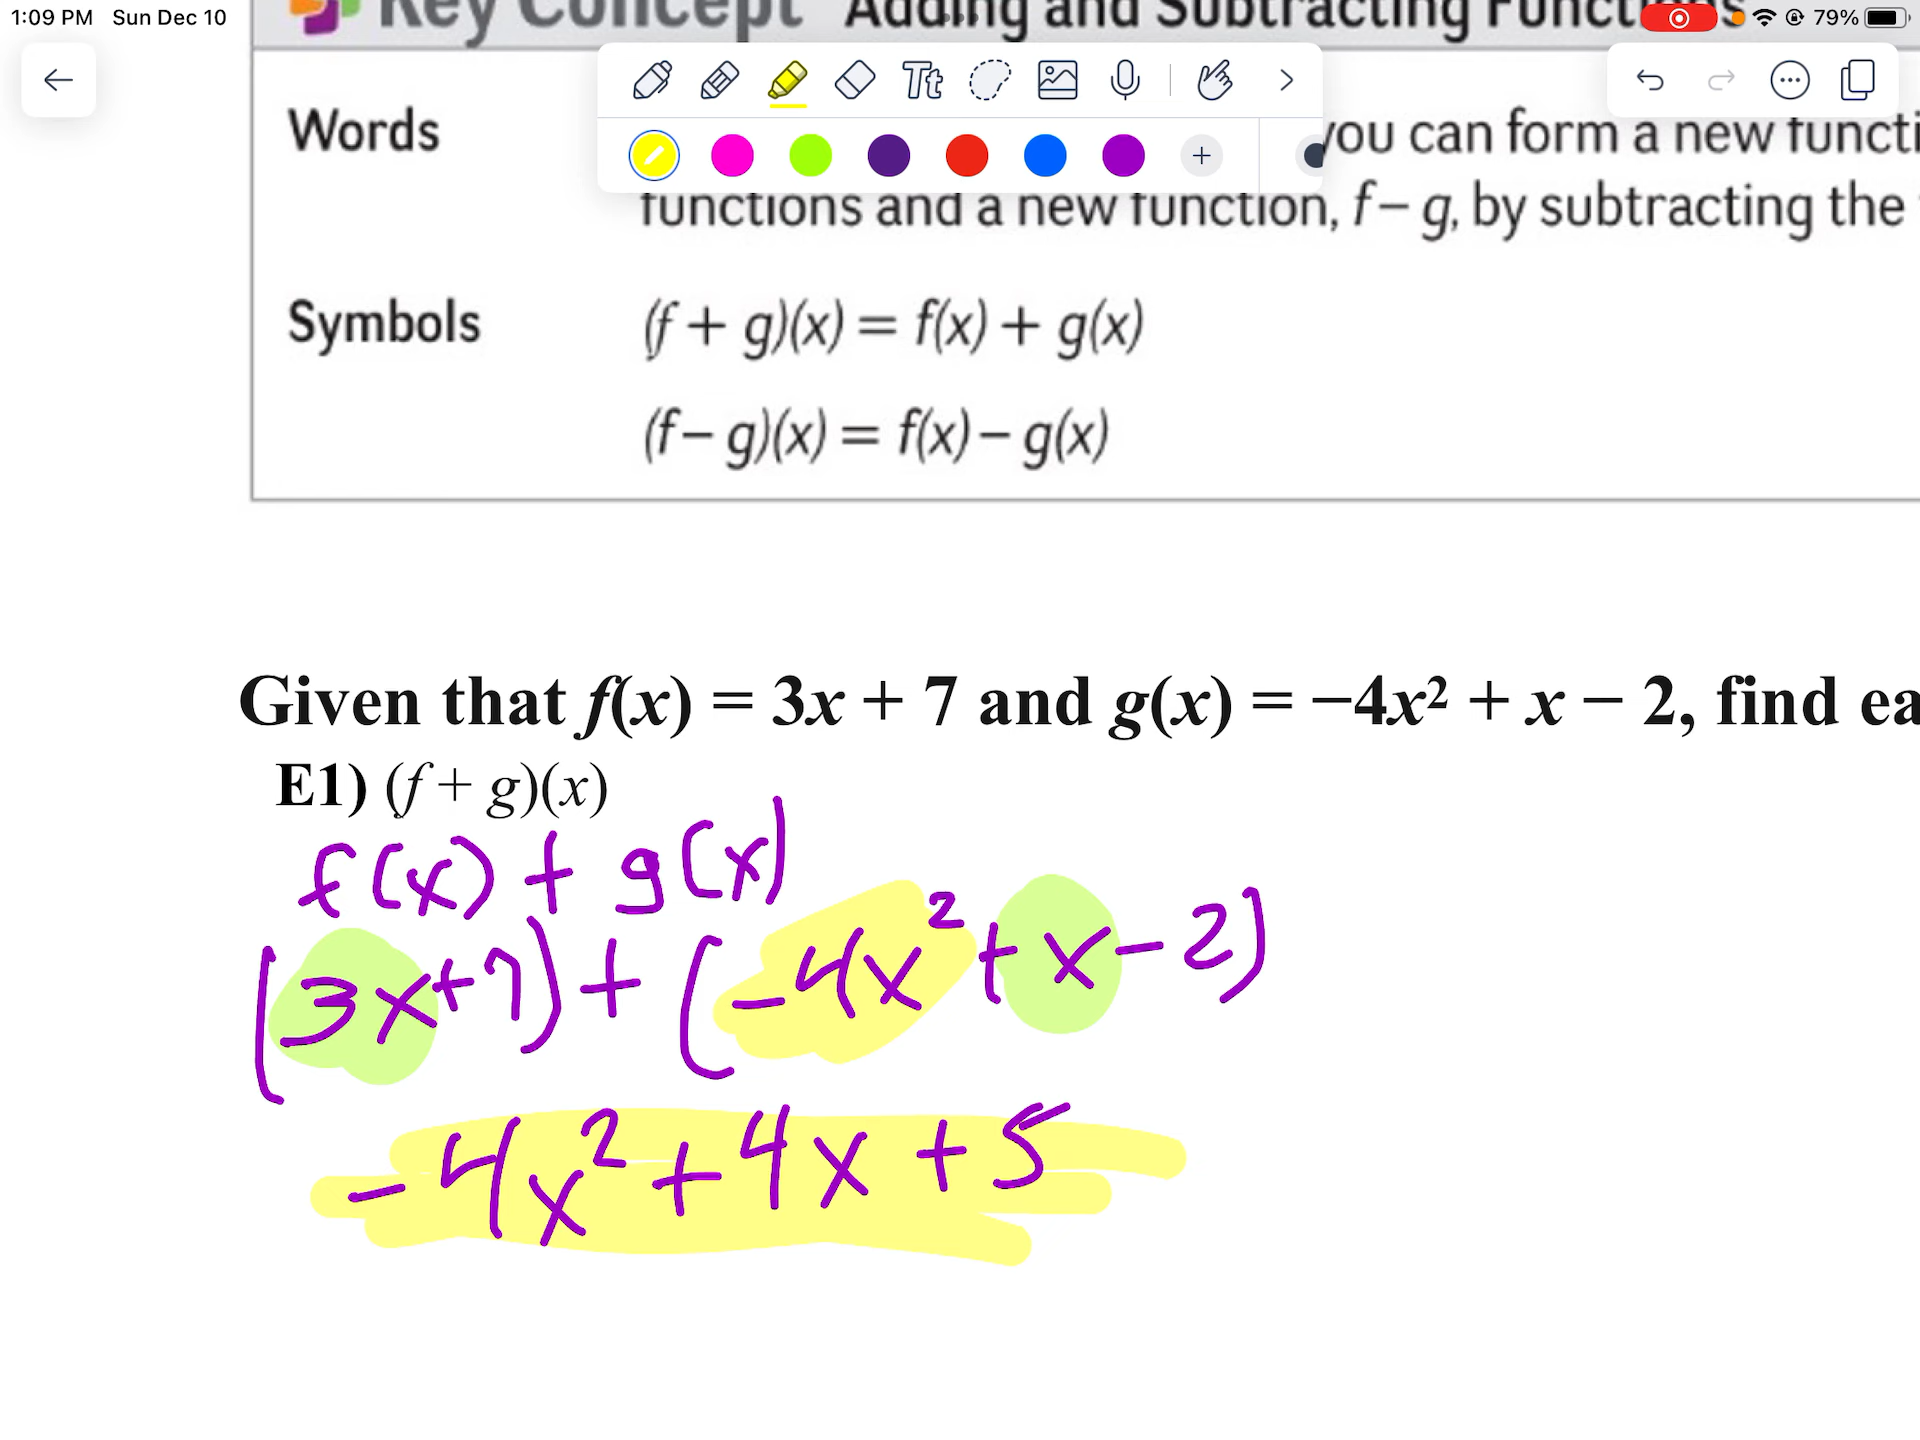 1:09 PM Sun Dec 10
79%
Key Concept Adding and Subtracting Functions
Tt
Words
you can form a new functi
functions and a new function, f – g, by subtracting the
Symbols
(f + g)(x) = f(x) + g(x)
(f – g)(x) = f(x) – g(x)
Given that f(x) = 3x + 7 and g(x) = −4x² + x − 2, find ea
E1) (f + g)(x)
f(x) + g(x)
(3x+7) + (-4x² + x - 2)
-4x² + 4x + 5